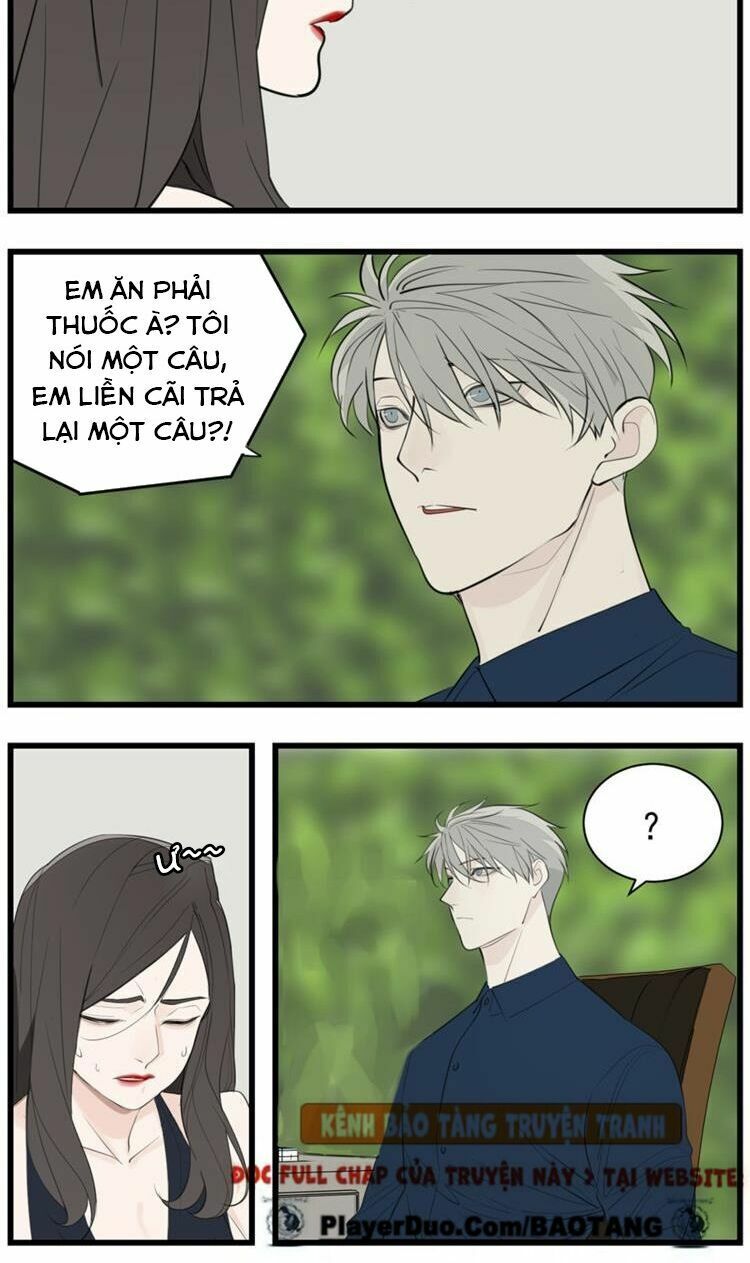 EM ĂN PHẢI
THUỐC À? TÔI
NÓI MỘT CÂU,
EM LIỀN CÃI TRẢ
LẠI MỘT CÂU?!
Ư~~
?
KÊNH BẢO TÀNG TRUYỆN TRANH
ĐỌC FULL CHAP CỦA TRUYỆN NÀY > TẠI WEBSITE:
PlayerDuo.Com/BAOTANG